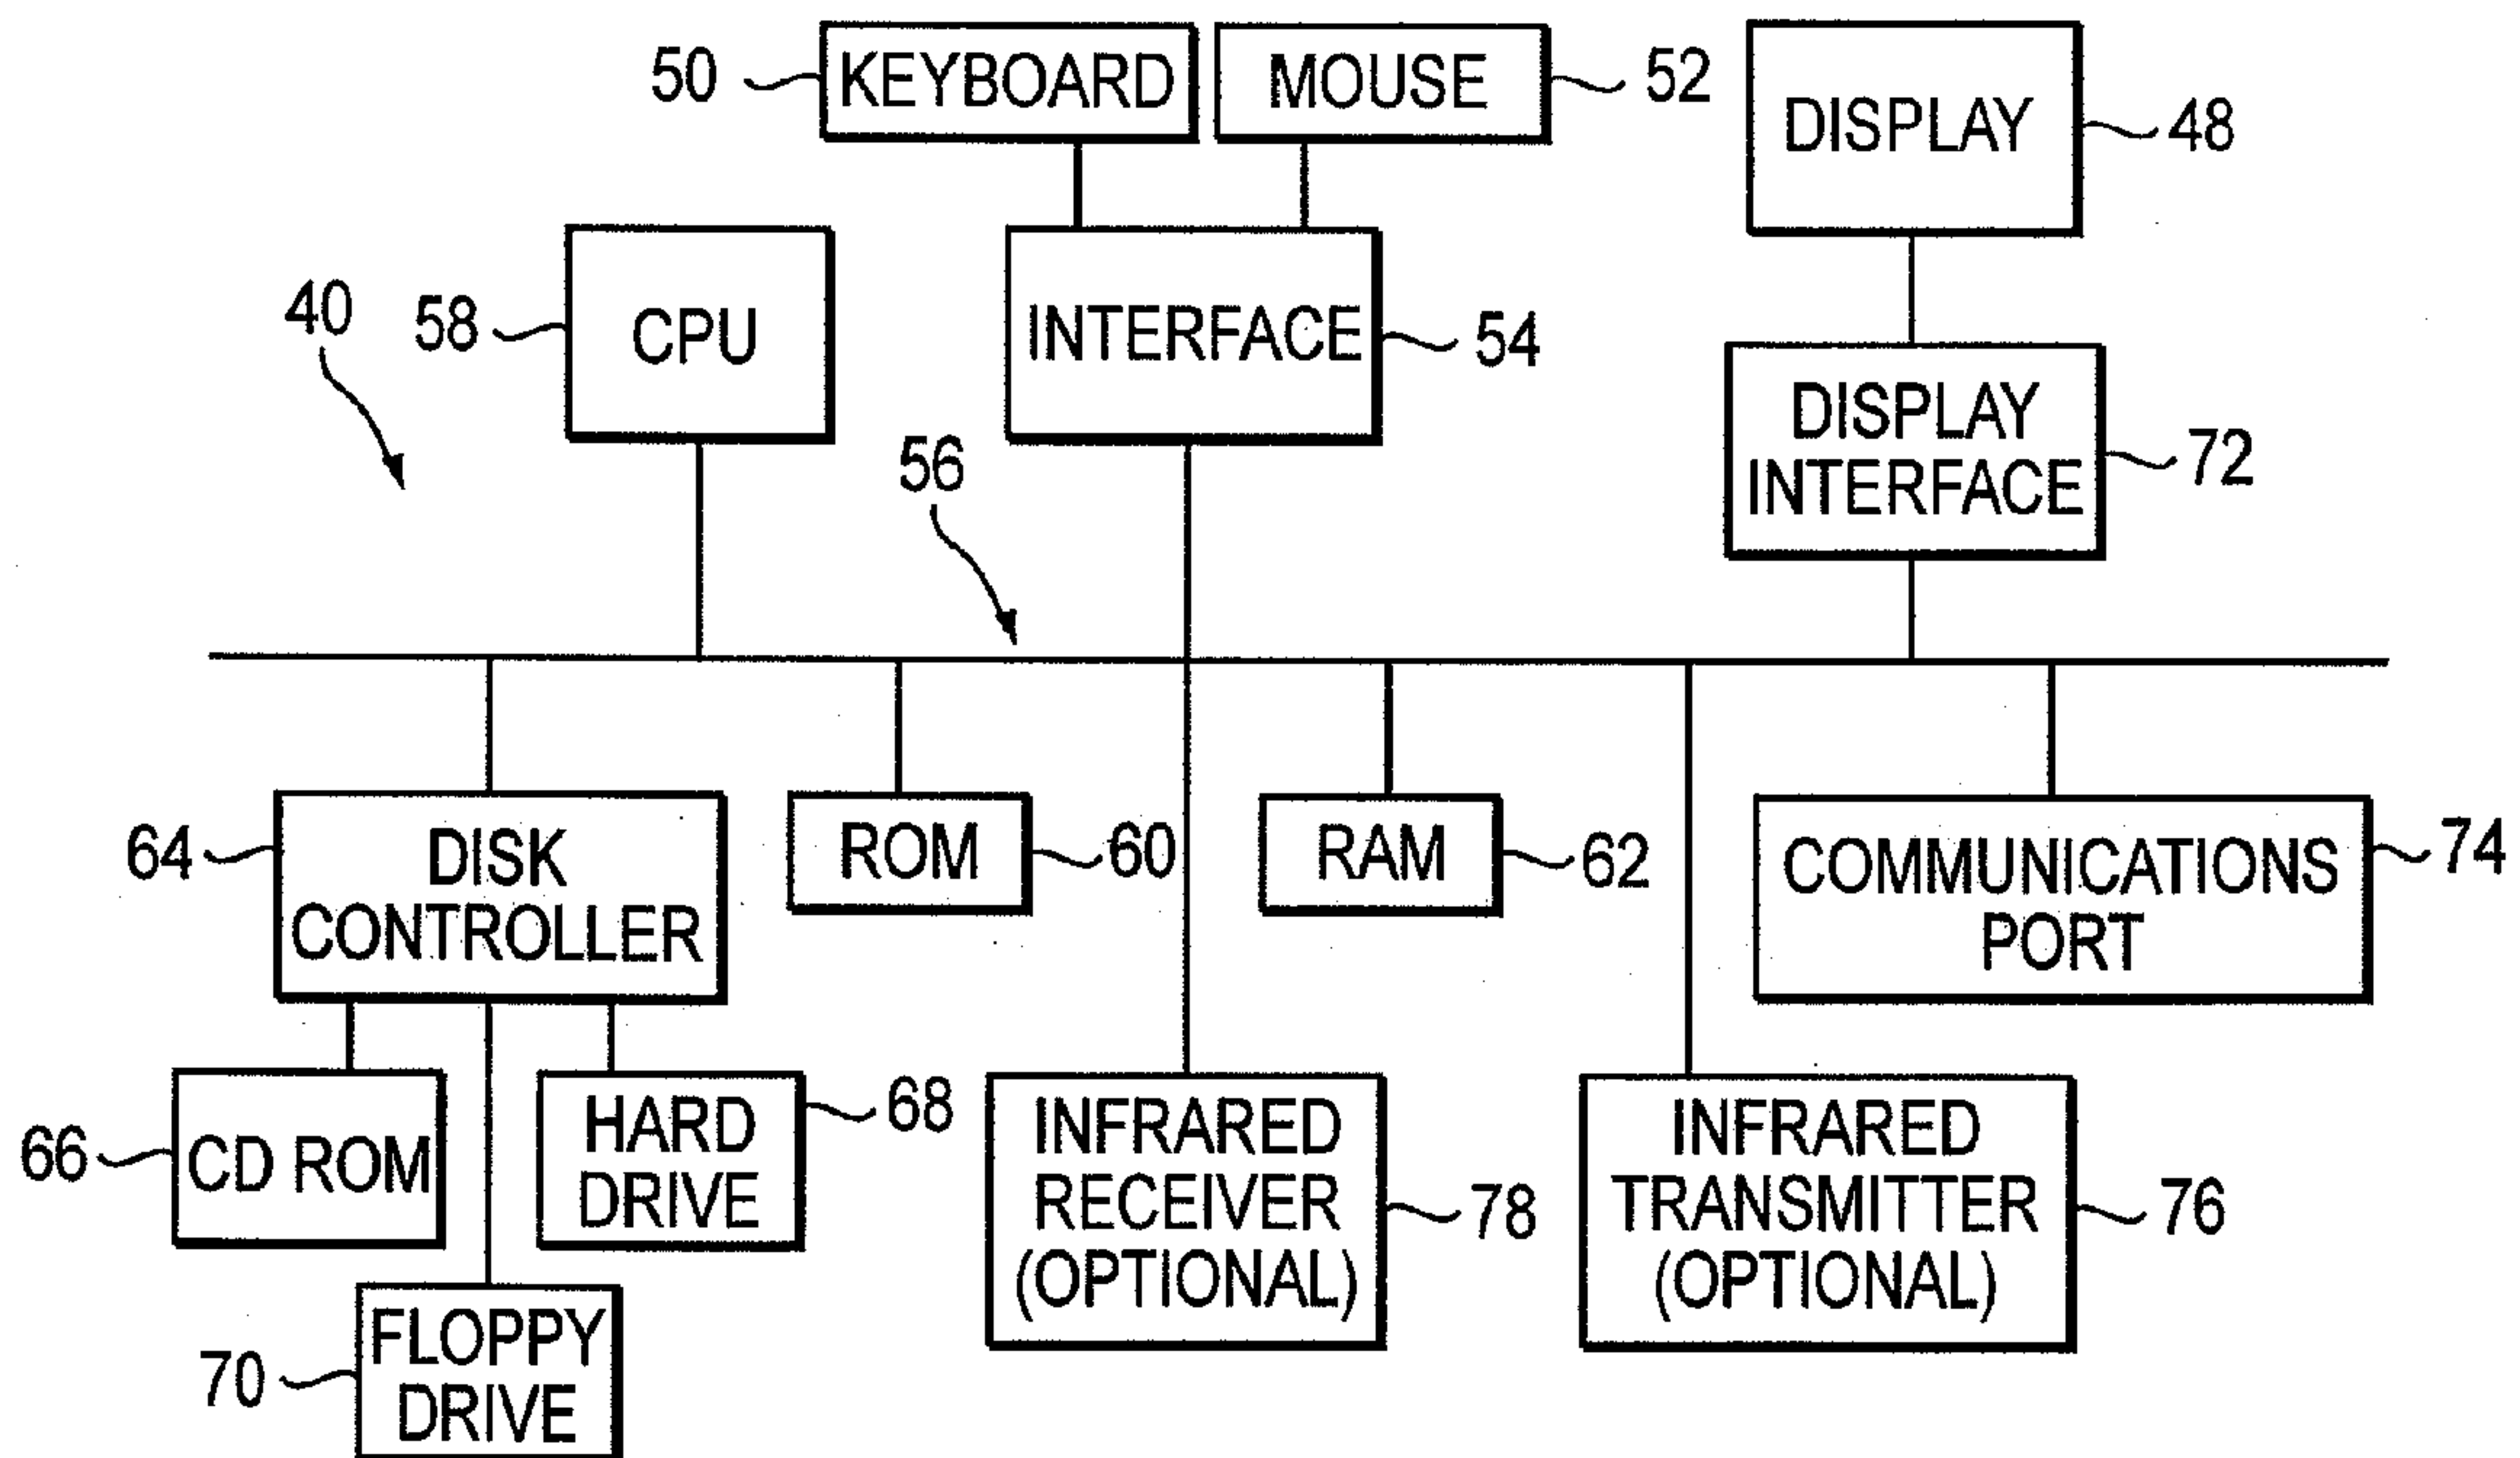 50
KEYBOARD
MOUSE
52
DISPLAY
48
40
58
CPU
INTERFACE
54
56
DISPLAY
INTERFACE
72
64
DISK
CONTROLLER
ROM
60
RAM
62
COMMUNICATIONS
PORT
74
66
CD ROM
HARD
DRIVE
68
INFRARED
RECEIVER
(OPTIONAL)
78
INFRARED
TRANSMITTER
(OPTIONAL)
76
70
FLOPPY
DRIVE